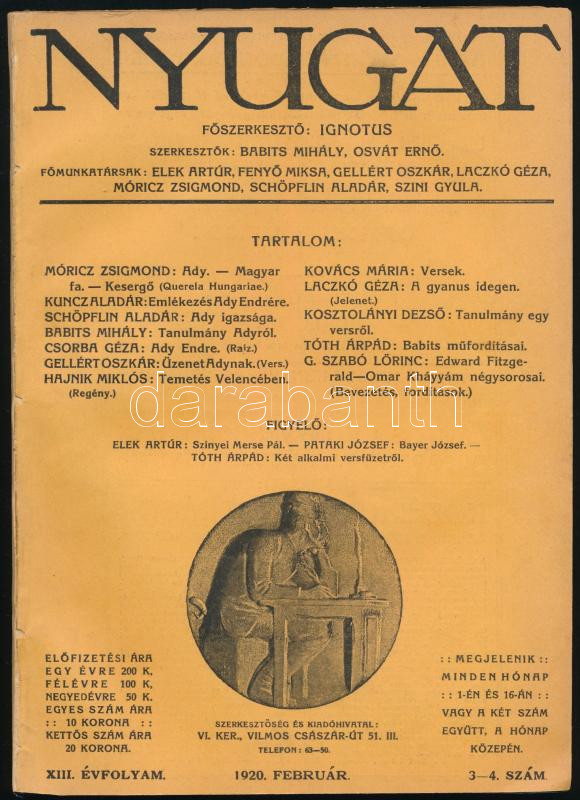 NYUGAT
FŐSZERKESZTŐ: IGNOTUS
SZERKESZTŐK: BABITS MIHÁLY, OSVÁT ERNŐ.
FŐMUNKATÁRSAK: ELEK ARTÚR, FENYŐ MIKSA, GELLÉRT OSZKÁR, LACZKÓ GÉZA,
MÓRICZ ZSIGMOND, SCHÖPFLIN ALADÁR, SZINI GYULA.
TARTALOM:
MÓRICZ ZSIGMOND: Ady. — Magyar
fa. — Kesergő (Querela Hungariae.)
KUNCZ ALADÁR: Emlékezés Ady Endrére.
SCHÖPFLIN ALADÁR: Ady igazsága.
BABITS MIHÁLY: Tanulmány Adyról.
CSORBA GÉZA: Ady Endre. (Raiz.)
GELLÉRT OSZKÁR: Üzenet Adynak. (Vers.)
HAJNIK MIKLÓS: Temetés Velencében.
(Regény.)
KOVÁCS MÁRIA: Versek.
LACZKÓ GÉZA: A gyanus idegen.
(Jelenet.)
KOSZTOLÁNYI DEZSŐ: Tanulmány egy
versről.
TÓTH ÁRPÁD: Babits műfordításai.
G. SZABÓ LŐRINC: Edward Fitzge-
rald—Omar Kháyyám négysorosai.
(Bevezetés, fordítások.)
darabanth
FIGYELŐ:
ELEK ARTÚR: Szinyei Merse Pál. — PATAKI JÓZSEF: Bayer József. —
TÓTH ÁRPÁD: Két alkalmi versfüzetről.
ELŐFIZETÉSI ÁRA
EGY ÉVRE 200 K,
FÉLÉVRE 100 K,
NEGYEDÉVRE 50 K.
EGYES SZÁM ÁRA
:: 10 KORONA ::
KETTŐS SZÁM ÁRA
20 KORONA.
SZERKESZTŐSÉG ÉS KIADÓHIVATAL:
VI. KER., VILMOS CSÁSZÁR-ÚT 51. III.
TELEFON: 63—50.
:: MEGJELENIK ::
MINDEN HÓNAP
:: 1-ÉN ÉS 16-ÁN ::
VAGY A KÉT SZÁM
EGYÜTT, A HÓNAP
KÖZEPÉN.
XIII. ÉVFOLYAM. 1920. FEBRUÁR. 3—4. SZÁM.